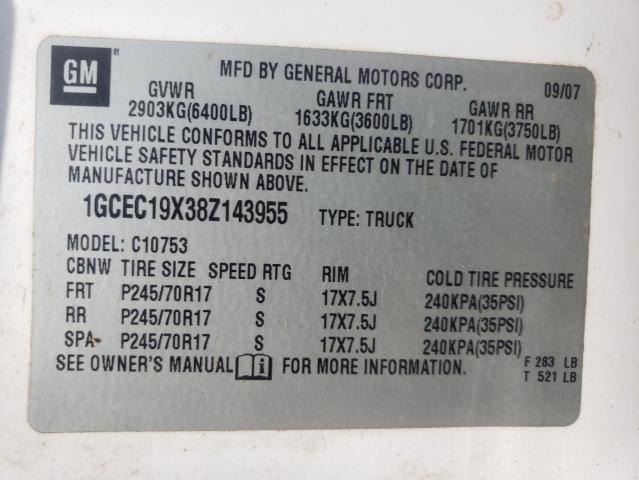 GM®
MFD BY GENERAL MOTORS CORP. 09/07
GVWR GAWR FRT GAWR RR
2903KG(6400LB) 1633KG(3600LB) 1701KG(3750LB)
THIS VEHICLE CONFORMS TO ALL APPLICABLE U.S. FEDERAL MOTOR
VEHICLE SAFETY STANDARDS IN EFFECT ON THE DATE OF
MANUFACTURE SHOWN ABOVE.
1GCEC19X38Z143955 TYPE: TRUCK
MODEL: C10753
CBNW TIRE SIZE SPEED RTG RIM COLD TIRE PRESSURE
FRT P245/70R17 S 17X7.5J 240KPA(35PSI)
RR P245/70R17 S 17X7.5J 240KPA(35PSI)
SPA P245/70R17 S 17X7.5J 240KPA(35PSI)
SEE OWNER'S MANUAL i FOR MORE INFORMATION. F 283 LB
T 521 LB